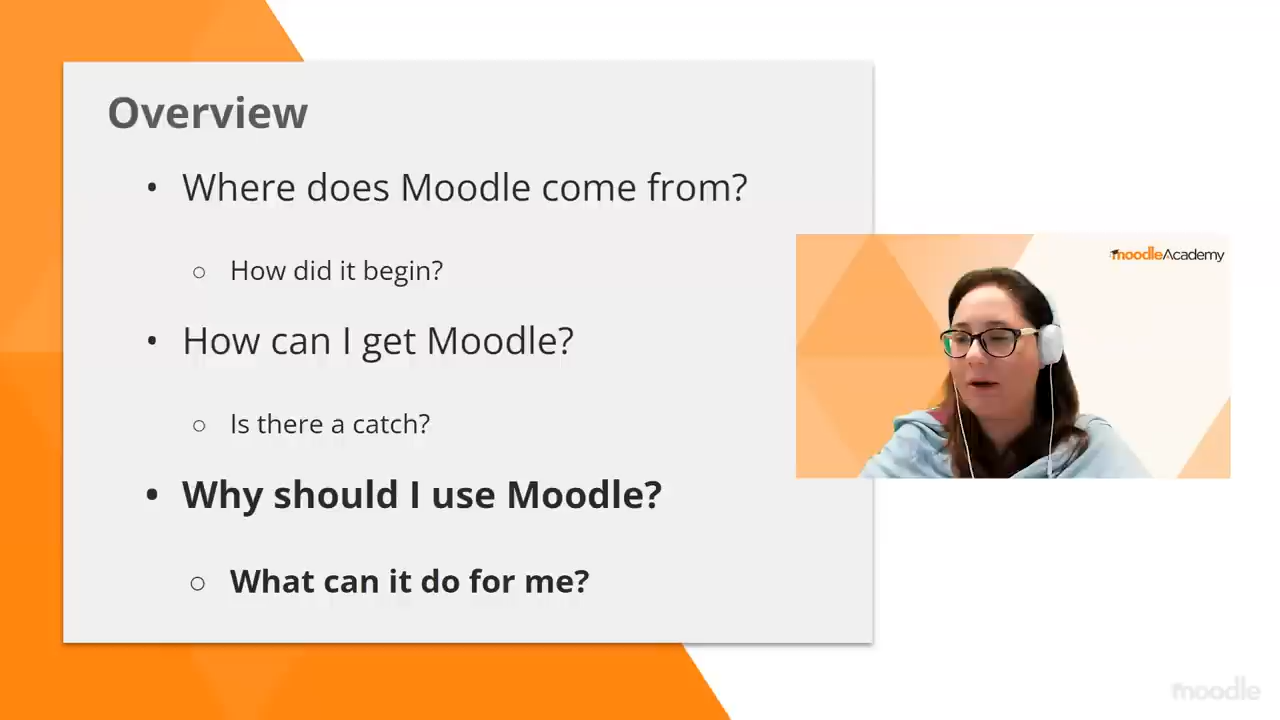 Overview
• Where does Moodle come from?
○ How did it begin?
• How can I get Moodle?
○ Is there a catch?
• Why should I use Moodle?
○ What can it do for me?
moodleAcademy
moodle